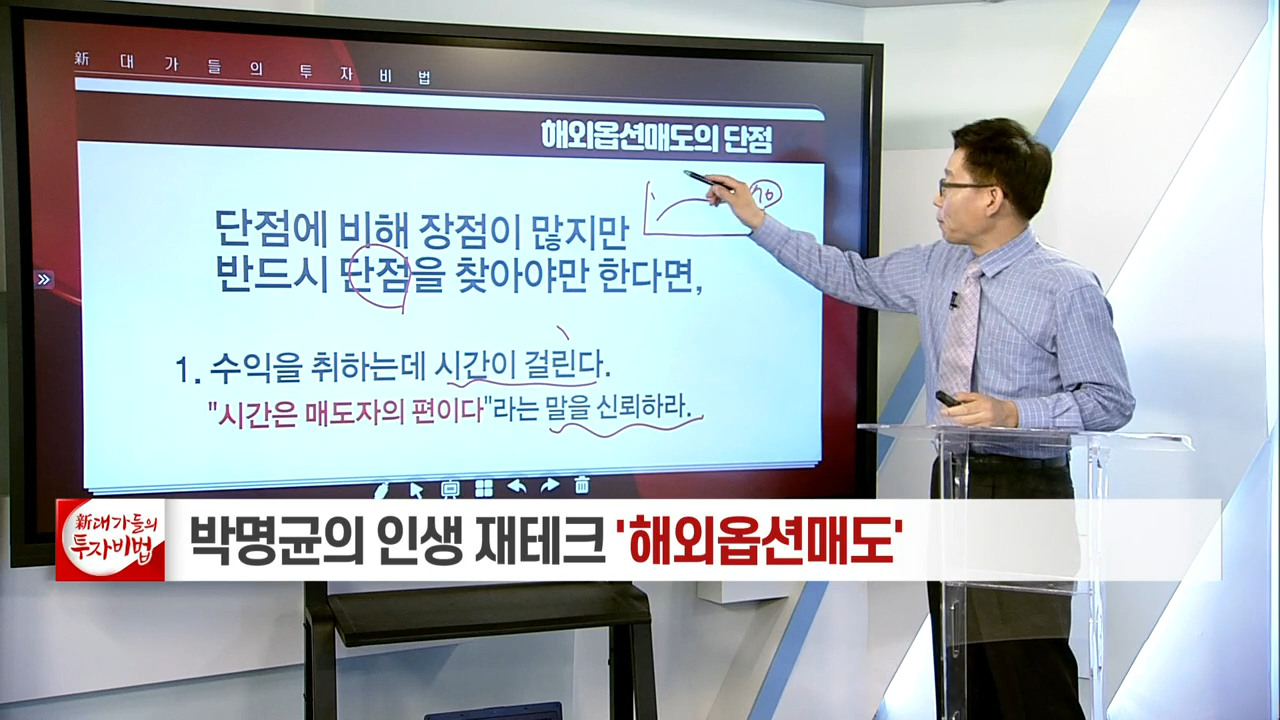 新 대 가 들 의 투 자 비 법
해외옵션매도의 단점
단점에 비해 장점이 많지만
반드시 단점을 찾아야만 한다면,
1. 수익을 취하는데 시간이 걸린다.
"시간은 매도자의 편이다"라는 말을 신뢰하라.
新대가들의
투자비법
박명균의 인생 재테크 '해외옵션매도'